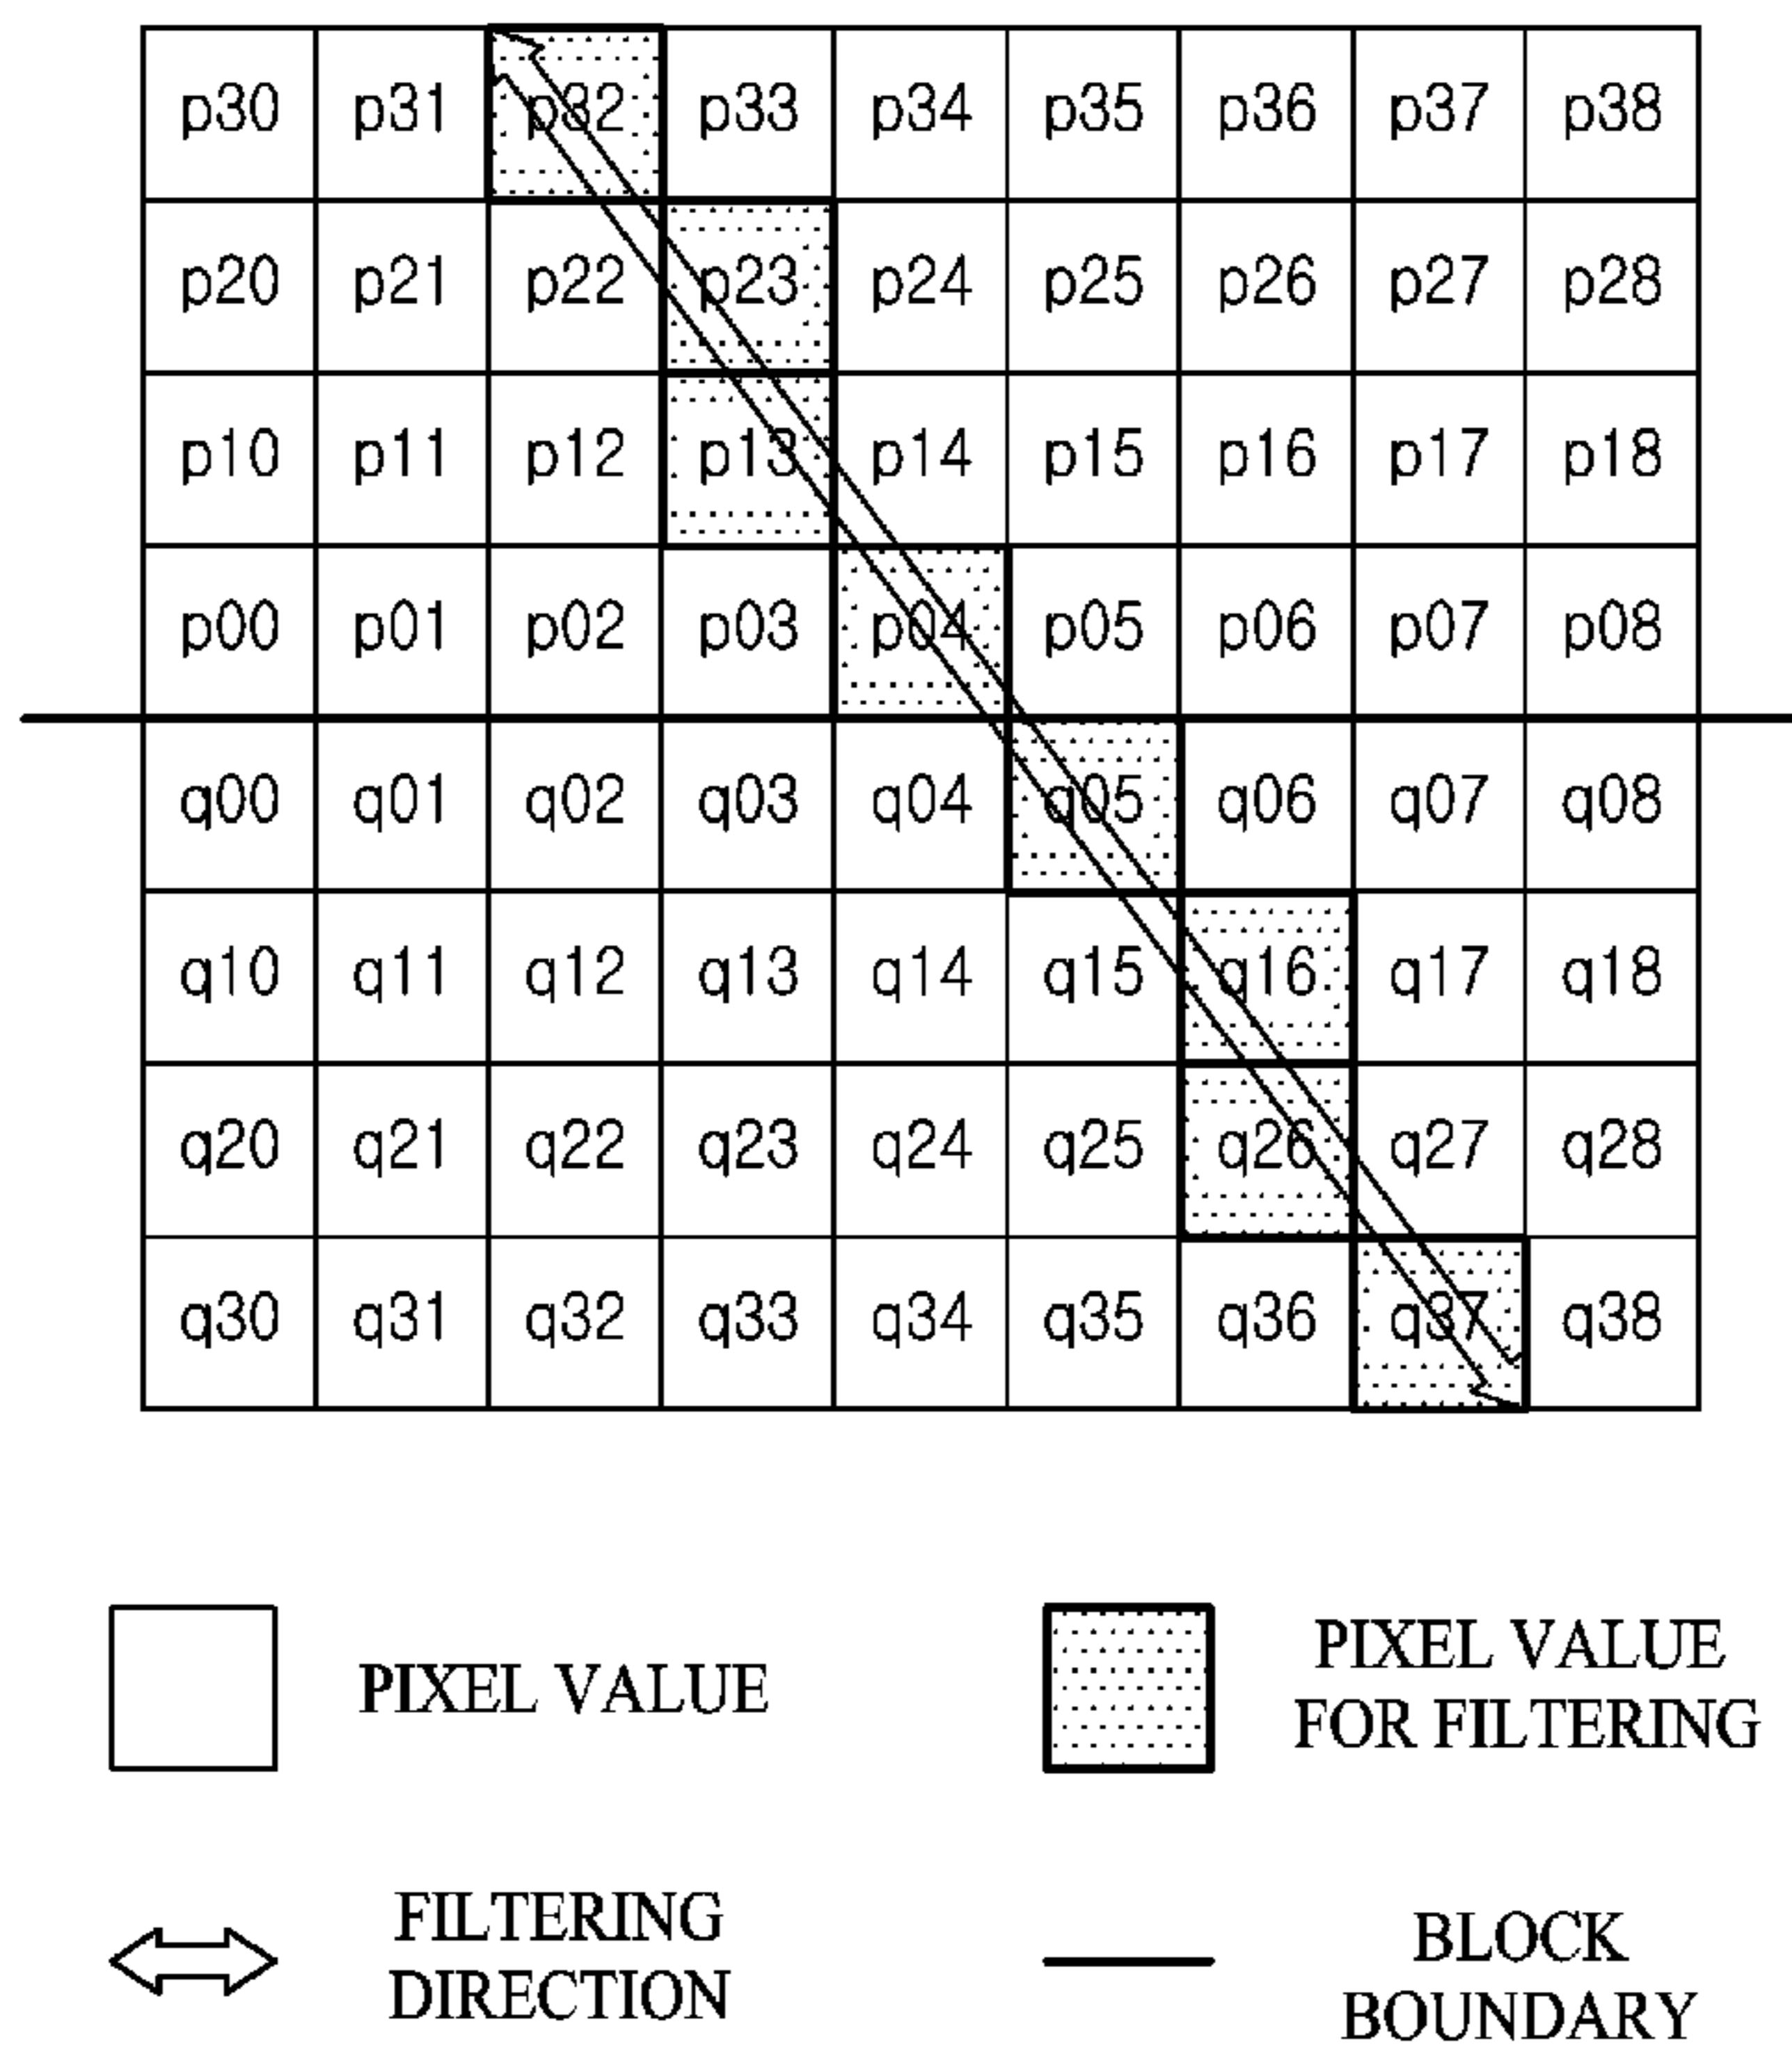 p30 p31 p32 p33 p34 p35 p36 p37 p38
p20 p21 p22 p23 p24 p25 p26 p27 p28
p10 p11 p12 p13 p14 p15 p16 p17 p18
p00 p01 p02 p03 p04 p05 p06 p07 p08
q00 q01 q02 q03 q04 q05 q06 q07 q08
q10 q11 q12 q13 q14 q15 q16 q17 q18
q20 q21 q22 q23 q24 q25 q26 q27 q28
q30 q31 q32 q33 q34 q35 q36 q37 q38
PIXEL VALUE
PIXEL VALUE
FOR FILTERING
FILTERING
DIRECTION
BLOCK
BOUNDARY